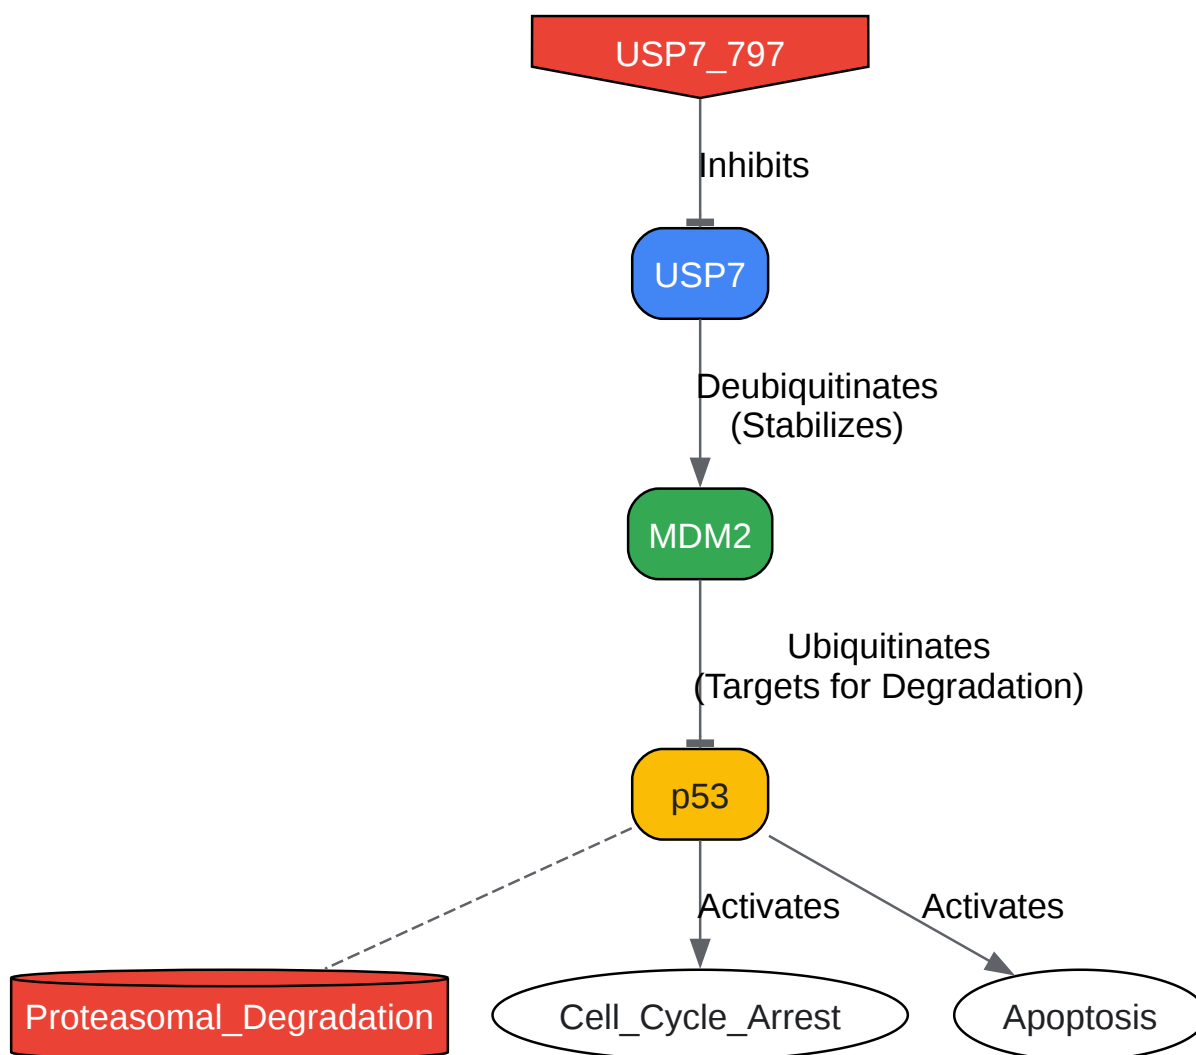 USP7_797
Inhibits
USP7
Deubiquitinates
(Stabilizes)
MDM2
Ubiquitinates
(Targets for Degradation)
p53
Activates
Activates
Proteasomal_Degradation
Cell_Cycle_Arrest
Apoptosis